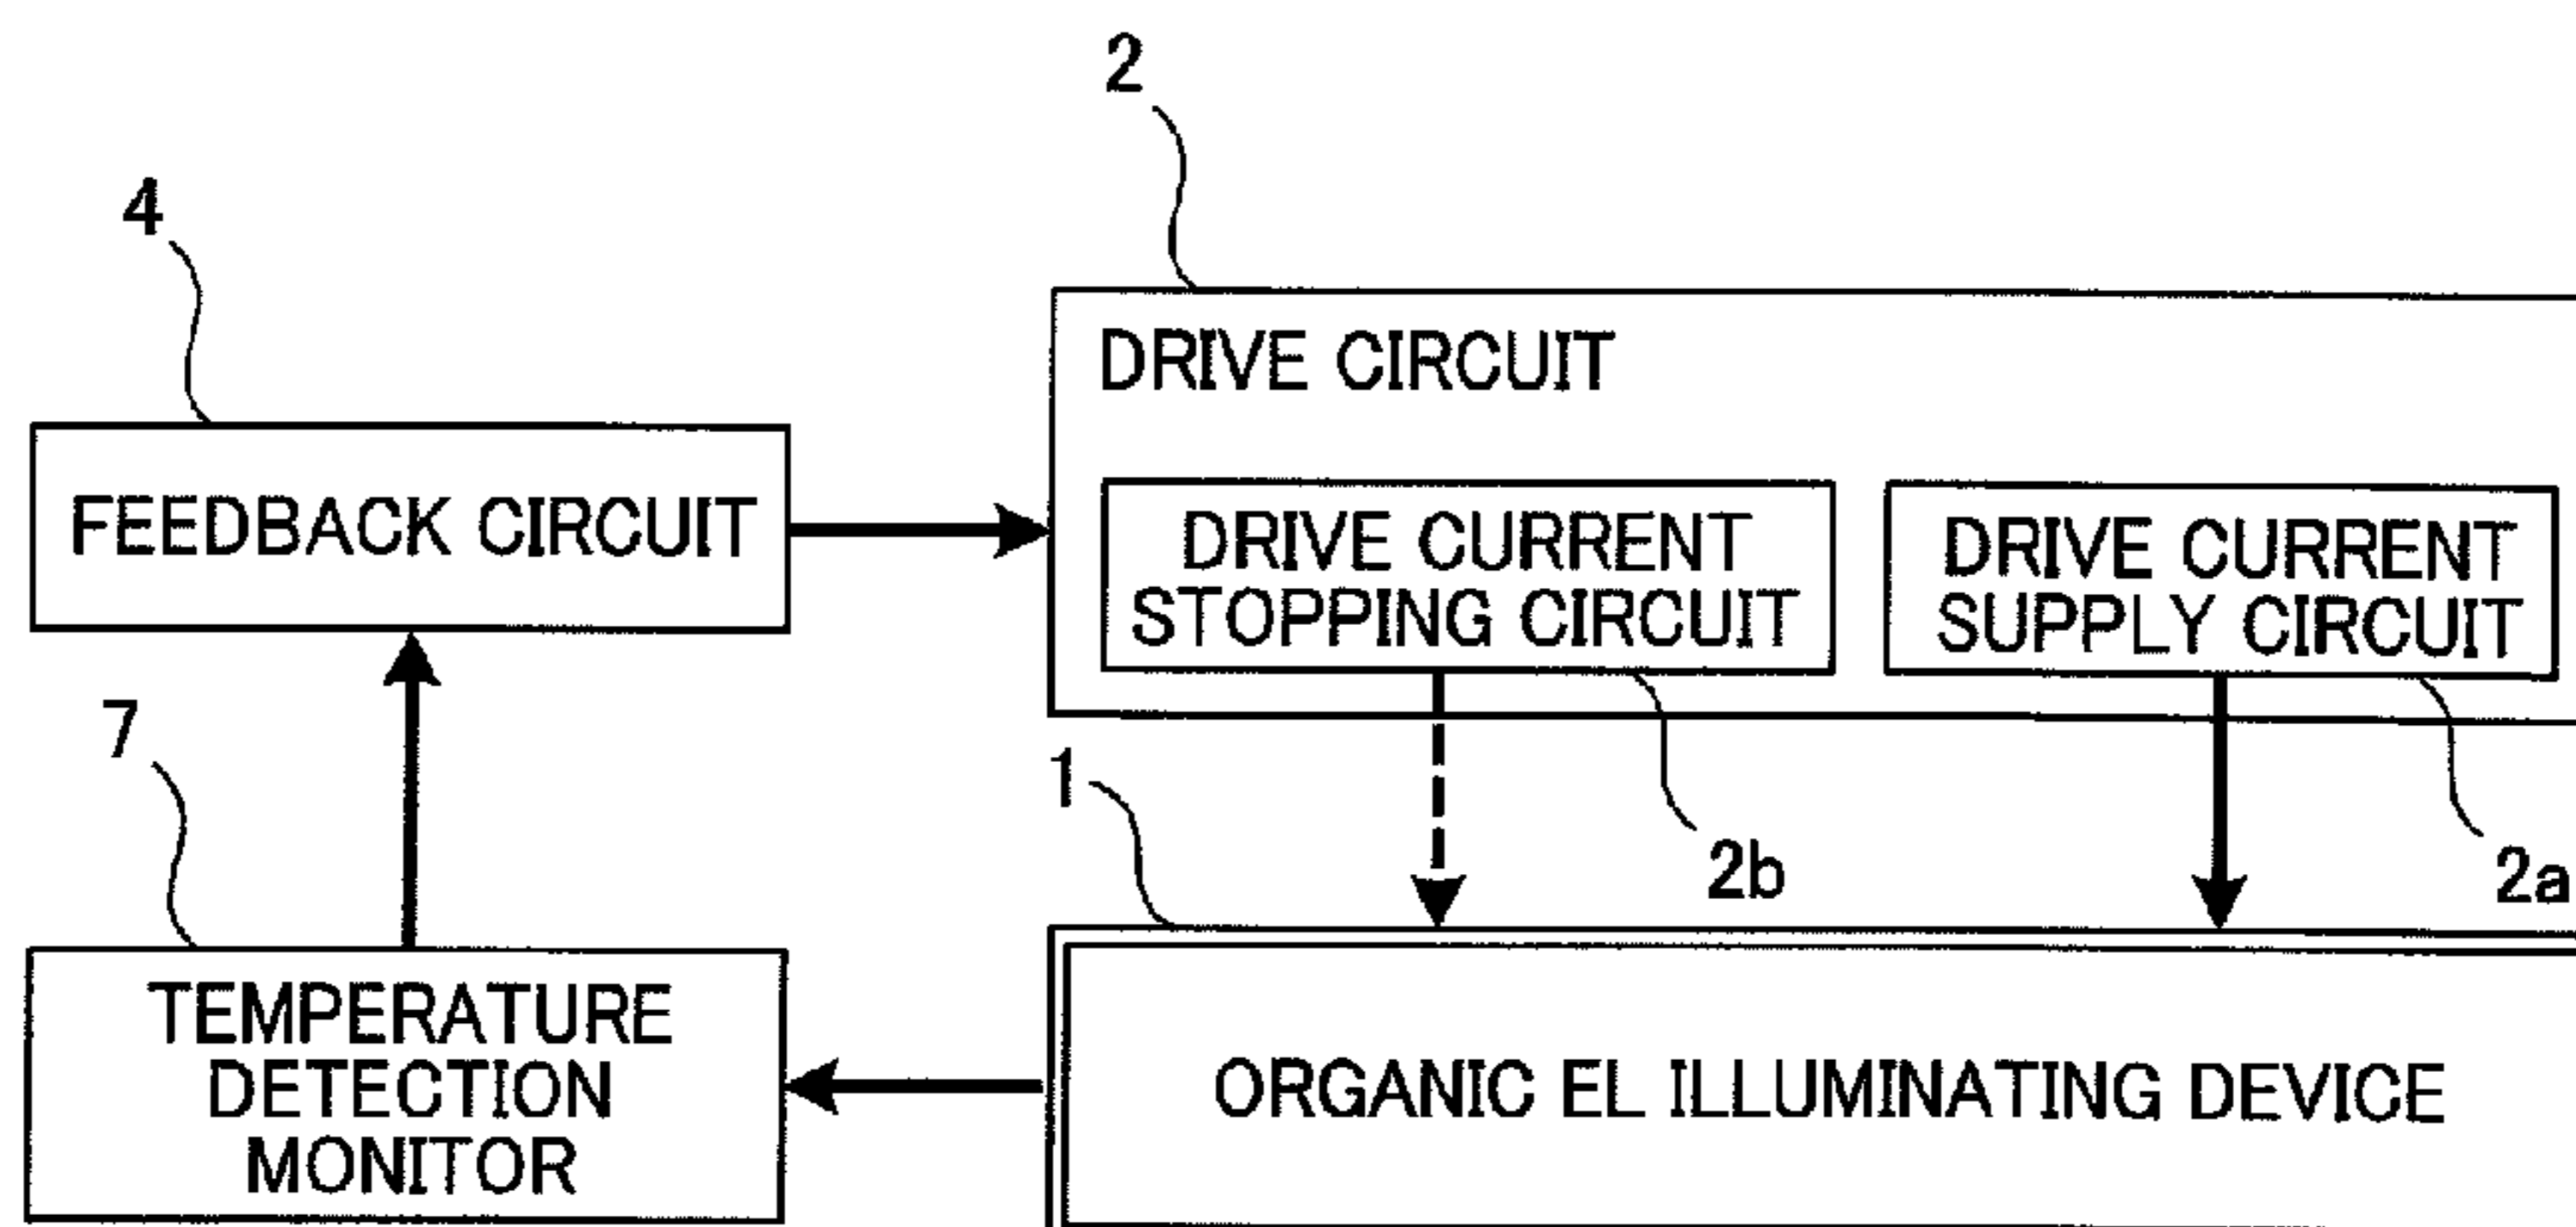 2
4
DRIVE CIRCUIT
FEEDBACK CIRCUIT
DRIVE CURRENT
STOPPING CIRCUIT
DRIVE CURRENT
SUPPLY CIRCUIT
7
1
2b
2a
TEMPERATURE
DETECTION
MONITOR
ORGANIC EL ILLUMINATING DEVICE